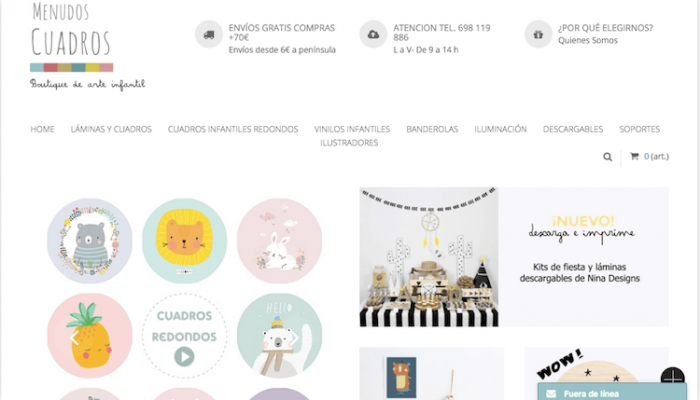 MENUDOS
CUADROS
Boutique de arte infantil
ENVÍOS GRATIS COMPRAS
+70€
Envíos desde 6€ a península
ATENCION TEL. 698 119
886
L a V- De 9 a 14 h
¿POR QUÉ ELEGIRNOS?
Quienes Somos
HOME LÁMINAS Y CUADROS CUADROS INFANTILES REDONDOS VINILOS INFANTILES BANDEROLAS ILUMINACIÓN DESCARGABLES SOPORTES
ILUSTRADORES
0 (art.)
¡NUEVO!
descarga e imprime
Kits de fiesta y láminas
descargables de Nina Designs
CUADROS
REDONDOS
HELLO
WOW!
Fuera de línea